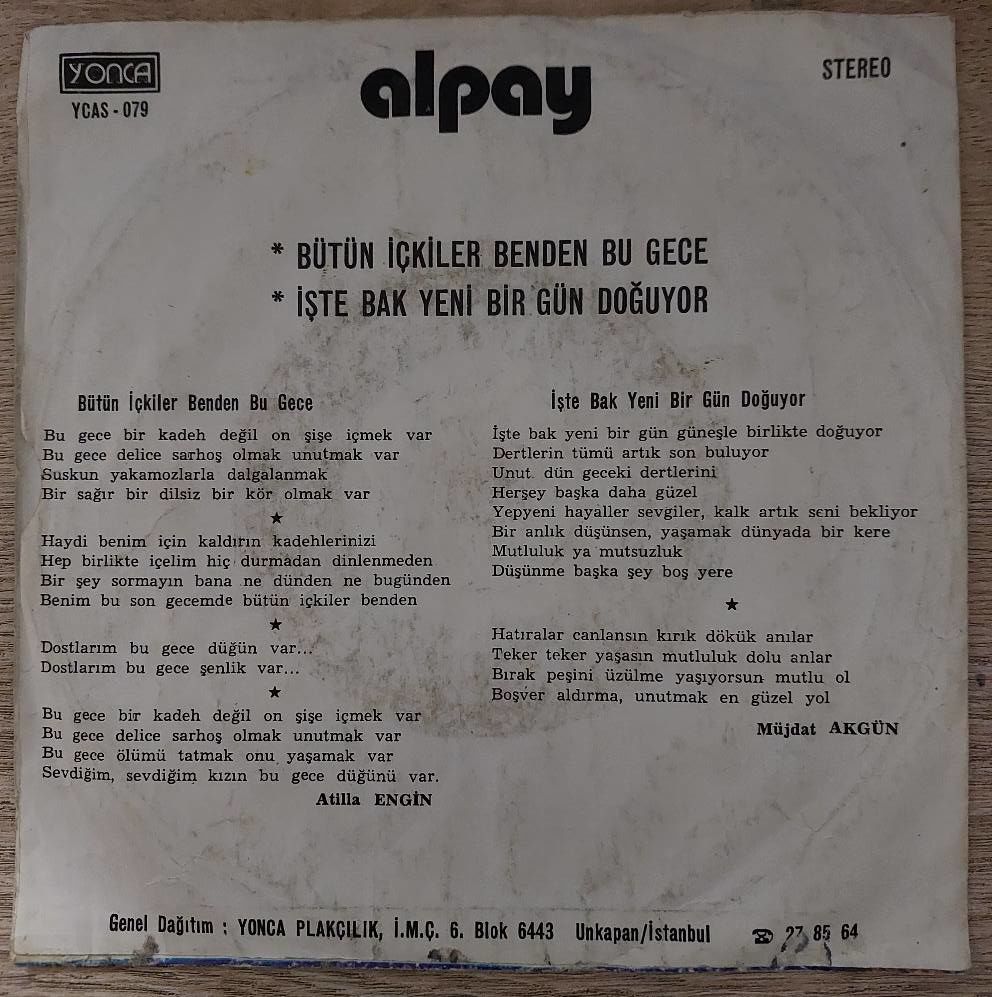 YONCA
YCAS - 079
alpay
STEREO
* BÜTÜN İÇKİLER BENDEN BU GECE
* İŞTE BAK YENİ BİR GÜN DOĞUYOR
Bütün İçkiler Benden Bu Gece
Bu gece bir kadeh değil on şişe içmek var
Bu gece delice sarhoş olmak unutmak var
Suskun yakamozlarla dalgalanmak
Bir sağır bir dilsiz bir kör olmak var
★
Haydi benim için kaldırın kadehlerinizi
Hep birlikte içelim hiç durmadan dinlenmeden
Bir şey sormayın bana ne dünden ne bugünden
Benim bu son gecemde bütün içkiler benden
★
Dostlarım bu gece düğün var...
Dostlarım bu gece şenlik var...
★
Bu gece bir kadeh değil on şişe içmek var
Bu gece delice sarhoş olmak unutmak var
Bu gece ölümü tatmak onu yaşamak var
Sevdiğim, sevdiğim kızın bu gece düğünü var.
Atilla ENGİN
İşte Bak Yeni Bir Gün Doğuyor
İşte bak yeni bir gün güneşle birlikte doğuyor
Dertlerin tümü artık son buluyor
Unut dün geceki dertlerini
Herşey başka daha güzel
Yepyeni hayaller sevgiler, kalk artık seni bekliyor
Bir anlık düşünsen, yaşamak dünyada bir kere
Mutluluk ya mutsuzluk
Düşünme başka şey boş yere
★
Hatıralar canlansın kırık dökük anılar
Teker teker yaşasın mutluluk dolu anlar
Bırak peşini üzülme yaşıyorsun mutlu ol
Boşver aldırma, unutmak en güzel yol
Müjdat AKGÜN
Genel Dağıtım : YONCA PLAKÇILIK, İ.M.Ç. 6. Blok 6443 Unkapan/İstanbul ☎ 27 85 64